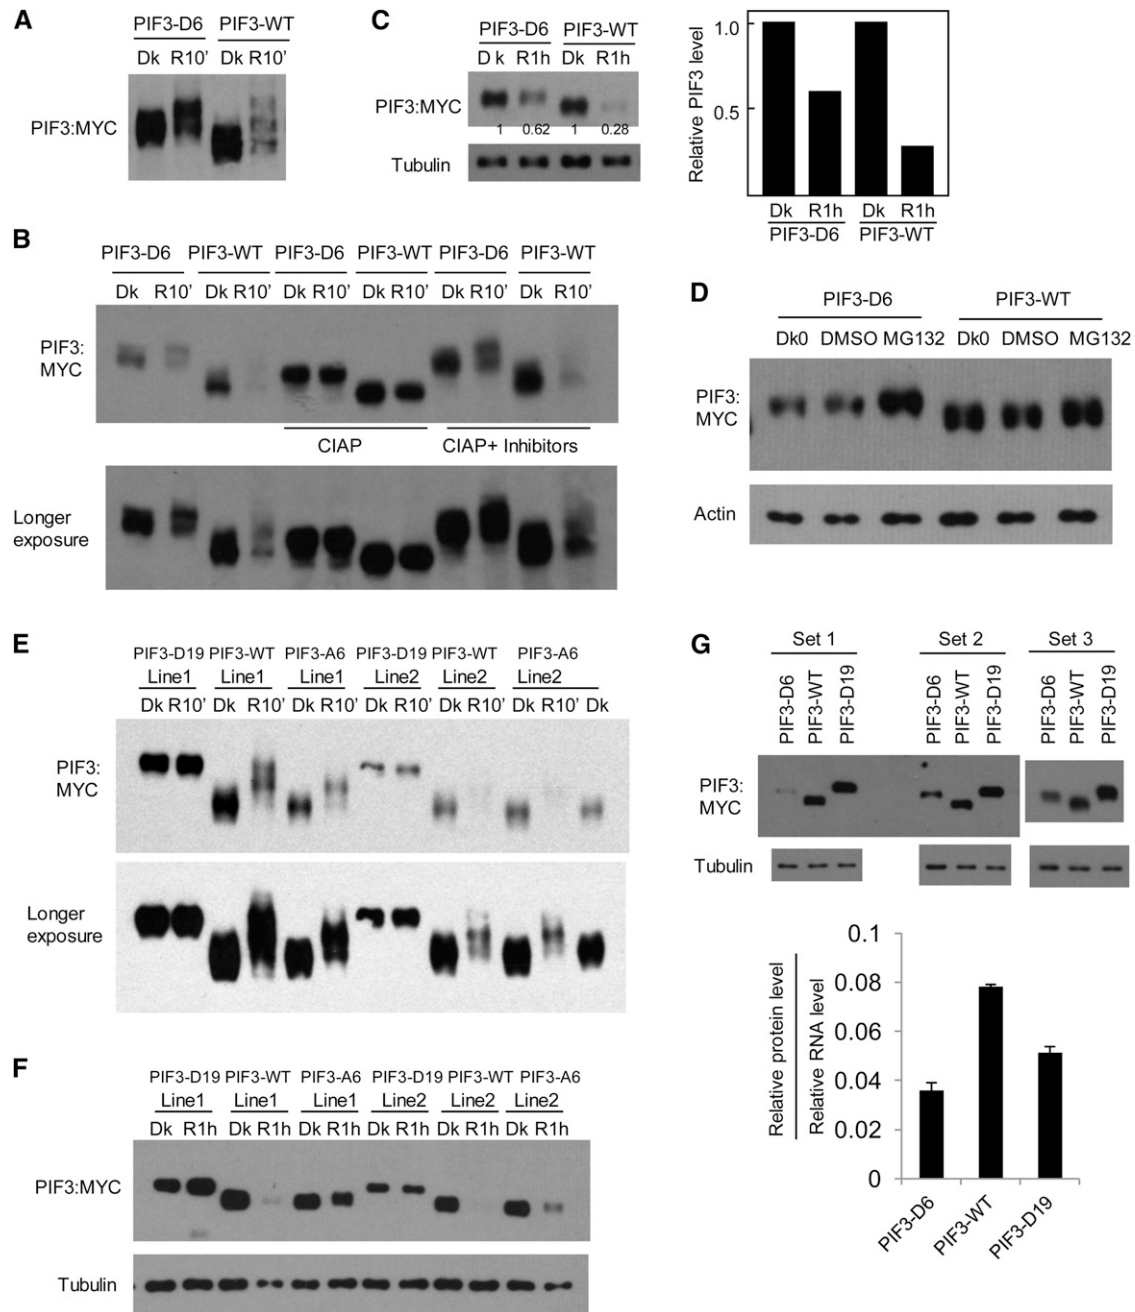 A
PIF3-D6 PIF3-WT
Dk R10' Dk R10'
PIF3:MYC
C
PIF3-D6 PIF3-WT
Dk R1h Dk R1h
PIF3:MYC
1 0.62 1 0.28
Tubulin
Relative PIF3 level
1.0
0.5
Dk R1h Dk R1h
PIF3-D6 PIF3-WT
B
PIF3-D6 PIF3-WT PIF3-D6 PIF3-WT PIF3-D6 PIF3-WT
Dk R10' Dk R10' Dk R10' Dk R10' Dk R10' Dk R10'
PIF3:
MYC
CIAP CIAP+ Inhibitors
Longer
exposure
D
PIF3-D6 PIF3-WT
Dk0 DMSO MG132 Dk0 DMSO MG132
PIF3:
MYC
Actin
E
PIF3-D19 PIF3-WT PIF3-A6 PIF3-D19 PIF3-WT PIF3-A6
Line1 Line1 Line1 Line2 Line2 Line2
Dk R10' Dk R10' Dk R10' Dk R10' Dk R10' Dk R10' Dk
PIF3:
MYC
Longer
exposure
F
PIF3-D19 PIF3-WT PIF3-A6 PIF3-D19 PIF3-WT PIF3-A6
Line1 Line1 Line1 Line2 Line2 Line2
Dk R1h Dk R1h Dk R1h Dk R1h Dk R1h Dk R1h
PIF3:MYC
Tubulin
G
Set 1 Set 2 Set 3
PIF3-D6 PIF3-WT PIF3-D19 PIF3-D6 PIF3-WT PIF3-D19 PIF3-D6 PIF3-WT PIF3-D19
PIF3:
MYC
Tubulin
Relative protein level
Relative RNA level
0.1
0.08
0.06
0.04
0.02
0
PIF3-D6 PIF3-WT PIF3-D19